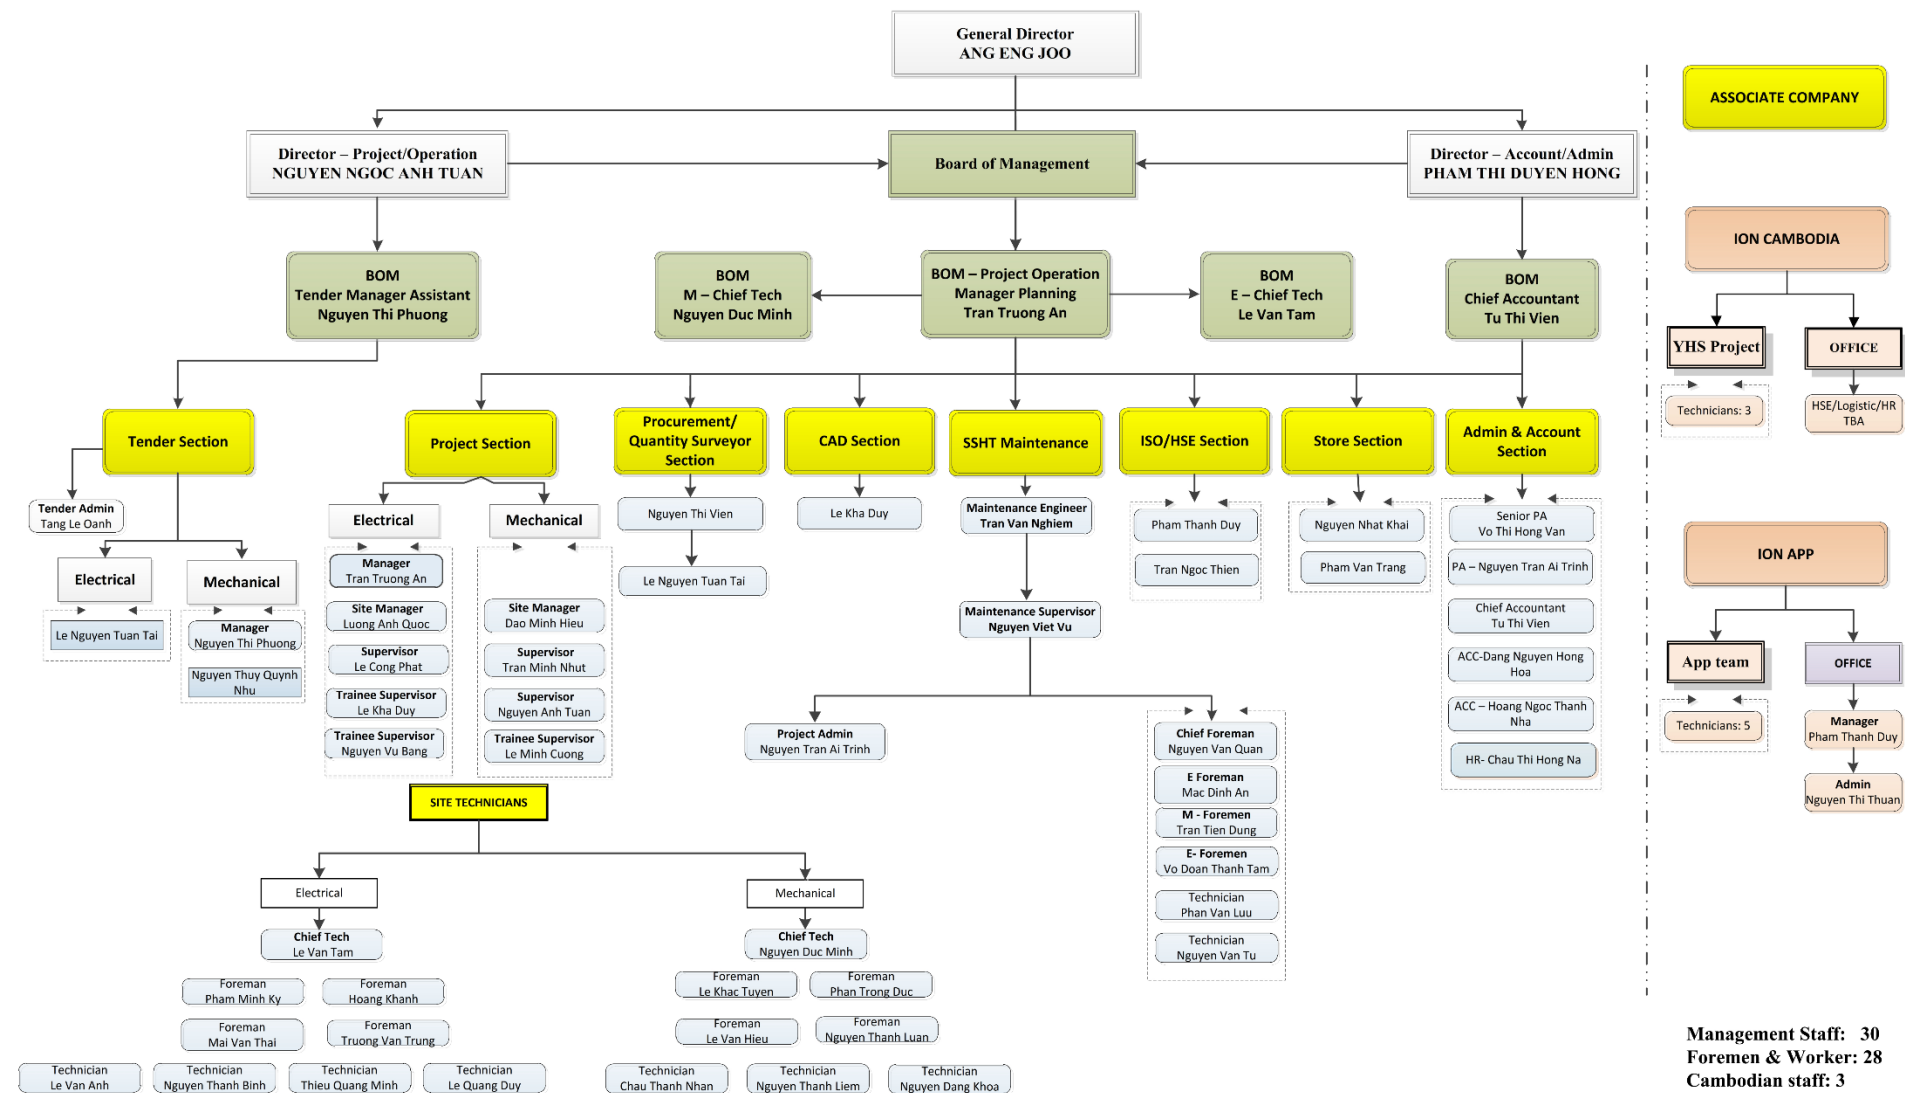 General Director
ANG ENG JOO
ASSOCIATE COMPANY
Director – Project/Operation
NGUYEN NGOC ANH TUAN
Board of Management
Director – Account/Admin
PHAM THI DUYEN HONG
BOM
Tender Manager Assistant
Nguyen Thi Phuong
BOM
M – Chief Tech
Nguyen Duc Minh
BOM – Project Operation
Manager Planning
Tran Truong An
BOM
E – Chief Tech
Le Van Tam
BOM
Chief Accountant
Tu Thi Vien
ION CAMBODIA
YHS Project
OFFICE
Technicians: 3
HSE/Logistic/HR
TBA
Tender Section
Project Section
Procurement/
Quantity Surveyor
Section
CAD Section
SSHT Maintenance
ISO/HSE Section
Store Section
Admin & Account
Section
Tender Admin
Tang Le Oanh
Electrical
Le Nguyen Tuan Tai
Mechanical
Manager
Nguyen Thi Phuong
Nguyen Thuy Quynh
Nhu
Electrical
Manager
Tran Truong An
Site Manager
Luong Anh Quoc
Supervisor
Le Cong Phat
Trainee Supervisor
Le Kha Duy
Trainee Supervisor
Nguyen Vu Bang
Mechanical
Site Manager
Dao Minh Hieu
Supervisor
Tran Minh Nhut
Supervisor
Nguyen Anh Tuan
Trainee Supervisor
Le Minh Cuong
Nguyen Thi Vien
Le Nguyen Tuan Tai
Le Kha Duy
Maintenance Engineer
Tran Van Nghiem
Maintenance Supervisor
Nguyen Viet Vu
Project Admin
Nguyen Tran Ai Trinh
Chief Foreman
Nguyen Van Quan
E Foreman
Mac Dinh An
M - Foremen
Tran Tien Dung
E- Foremen
Vo Doan Thanh Tam
Technician
Phan Van Luu
Technician
Nguyen Van Tu
Pham Thanh Duy
Tran Ngoc Thien
Nguyen Nhat Khai
Pham Van Trang
Senior PA
Vo Thi Hong Van
PA – Nguyen Tran Ai Trinh
Chief Accountant
Tu Thi Vien
ACC-Dang Nguyen Hong
Hoa
ACC – Hoang Ngoc Thanh
Nha
HR- Chau Thi Hong Na
ION APP
App team
OFFICE
Technicians: 5
Manager
Pham Thanh Duy
Admin
Nguyen Thi Thuan
SITE TECHNICIANS
Electrical
Chief Tech
Le Van Tam
Foreman
Pham Minh Ky
Foreman
Hoang Khanh
Foreman
Mai Van Thai
Foreman
Truong Van Trung
Technician
Le Van Anh
Technician
Nguyen Thanh Binh
Technician
Thieu Quang Minh
Technician
Le Quang Duy
Mechanical
Chief Tech
Nguyen Duc Minh
Foreman
Le Khac Tuyen
Foreman
Phan Trong Duc
Foreman
Le Van Hieu
Foreman
Nguyen Thanh Luan
Technician
Chau Thanh Nhan
Technician
Nguyen Thanh Liem
Technician
Nguyen Dang Khoa
Management Staff: 30
Foremen & Worker: 28
Cambodian staff: 3